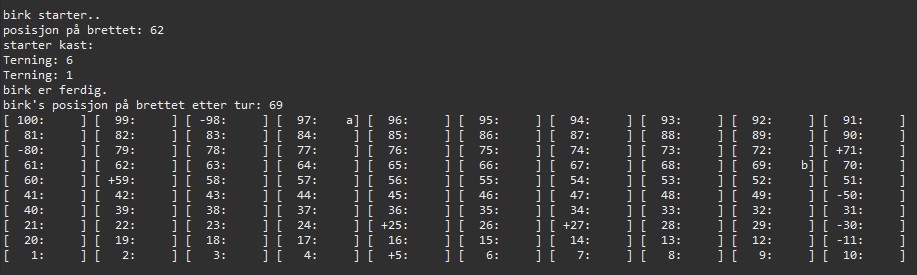 birk starter..
posisjon på brettet: 62
starter kast:
Terning: 6
Terning: 1
birk er ferdig.
birk's posisjon på brettet etter tur: 69
[ 100:     ] [  99:     ] [ -98:     ] [  97:    a] [  96:     ] [  95:     ] [  94:     ] [  93:     ] [  92:     ] [  91:     ]
[  81:     ] [  82:     ] [  83:     ] [  84:     ] [  85:     ] [  86:     ] [  87:     ] [  88:     ] [  89:     ] [  90:     ]
[ -80:     ] [  79:     ] [  78:     ] [  77:     ] [  76:     ] [  75:     ] [  74:     ] [  73:     ] [  72:     ] [ +71:     ]
[  61:     ] [  62:     ] [  63:     ] [  64:     ] [  65:     ] [  66:     ] [  67:     ] [  68:     ] [  69:    b] [  70:     ]
[  60:     ] [ +59:     ] [  58:     ] [  57:     ] [  56:     ] [  55:     ] [  54:     ] [  53:     ] [  52:     ] [  51:     ]
[  41:     ] [  42:     ] [  43:     ] [  44:     ] [  45:     ] [  46:     ] [  47:     ] [  48:     ] [  49:     ] [ -50:     ]
[  40:     ] [  39:     ] [  38:     ] [  37:     ] [  36:     ] [  35:     ] [  34:     ] [  33:     ] [  32:     ] [  31:     ]
[  21:     ] [  22:     ] [  23:     ] [  24:     ] [ +25:     ] [  26:     ] [ +27:     ] [  28:     ] [  29:     ] [ -30:     ]
[  20:     ] [  19:     ] [  18:     ] [  17:     ] [  16:     ] [  15:     ] [  14:     ] [  13:     ] [  12:     ] [ -11:     ]
[   1:     ] [   2:     ] [   3:     ] [   4:     ] [  +5:     ] [   6:     ] [   7:     ] [   8:     ] [   9:     ] [  10:     ]